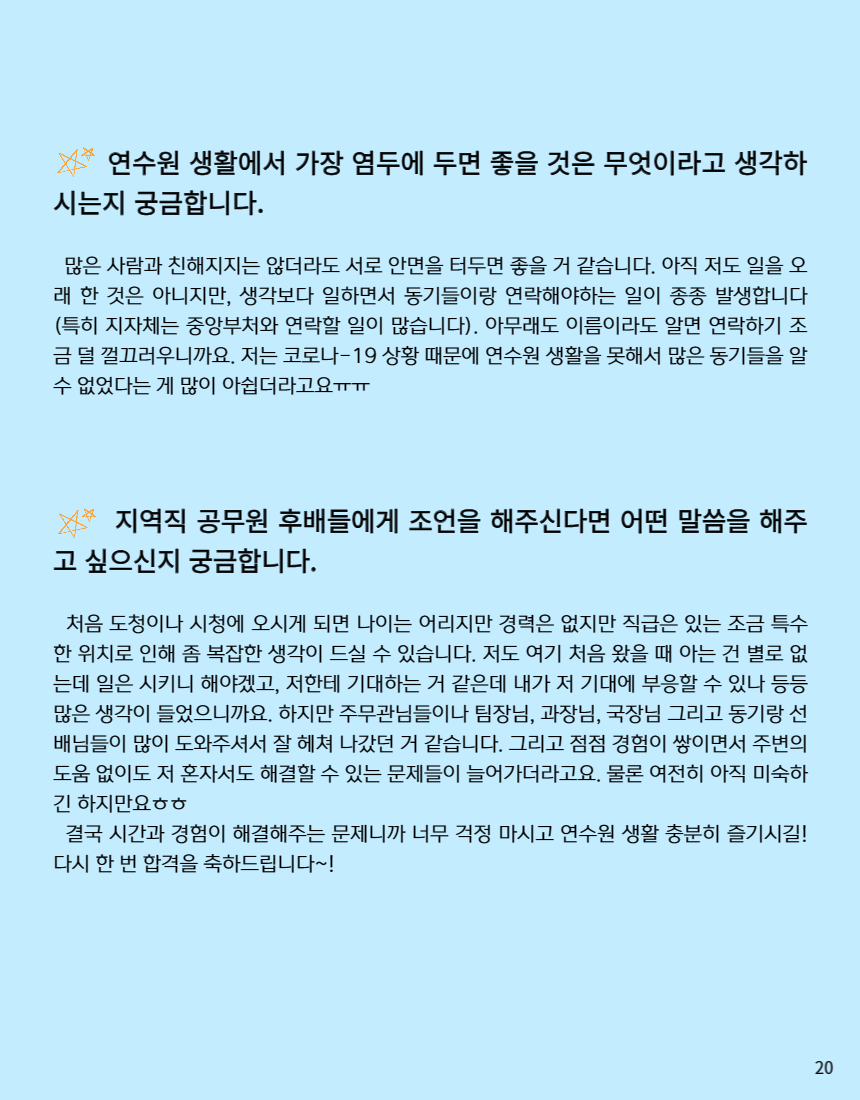 연수원 생활에서 가장 염두에 두면 좋을 것은 무엇이라고 생각하
시는지 궁금합니다.
많은 사람과 친해지지는 않더라도 서로 안면을 터두면 좋을 거 같습니다. 아직 저도 일을 오
래 한 것은 아니지만, 생각보다 일하면서 동기들이랑 연락해야하는 일이 종종 발생합니다
(특히 지자체는 중앙부처와 연락할 일이 많습니다). 아무래도 이름이라도 알면 연락하기 조
금 덜 껄끄러우니까요. 저는 코로나-19 상황 때문에 연수원 생활을 못해서 많은 동기들을 알
수 없었다는 게 많이 아쉽더라고요ㅠㅠ
지역직 공무원 후배들에게 조언을 해주신다면 어떤 말씀을 해주
고 싶으신지 궁금합니다.
처음 도청이나 시청에 오시게 되면 나이는 어리지만 경력은 없지만 직급은 있는 조금 특수
한 위치로 인해 좀 복잡한 생각이 드실 수 있습니다. 저도 여기 처음 왔을 때 아는 건 별로 없
는데 일은 시키니 해야겠고, 저한테 기대하는 거 같은데 내가 저 기대에 부응할 수 있나 등등
많은 생각이 들었으니까요. 하지만 주무관님들이나 팀장님, 과장님, 국장님 그리고 동기랑 선
배님들이 많이 도와주셔서 잘 헤쳐 나갔던 거 같습니다. 그리고 점점 경험이 쌓이면서 주변의
도움 없이도 저 혼자서도 해결할 수 있는 문제들이 늘어가더라고요. 물론 여전히 아직 미숙하
긴 하지만요ㅎㅎ
결국 시간과 경험이 해결해주는 문제니까 너무 걱정 마시고 연수원 생활 충분히 즐기시길!
다시 한 번 합격을 축하드립니다~!
20